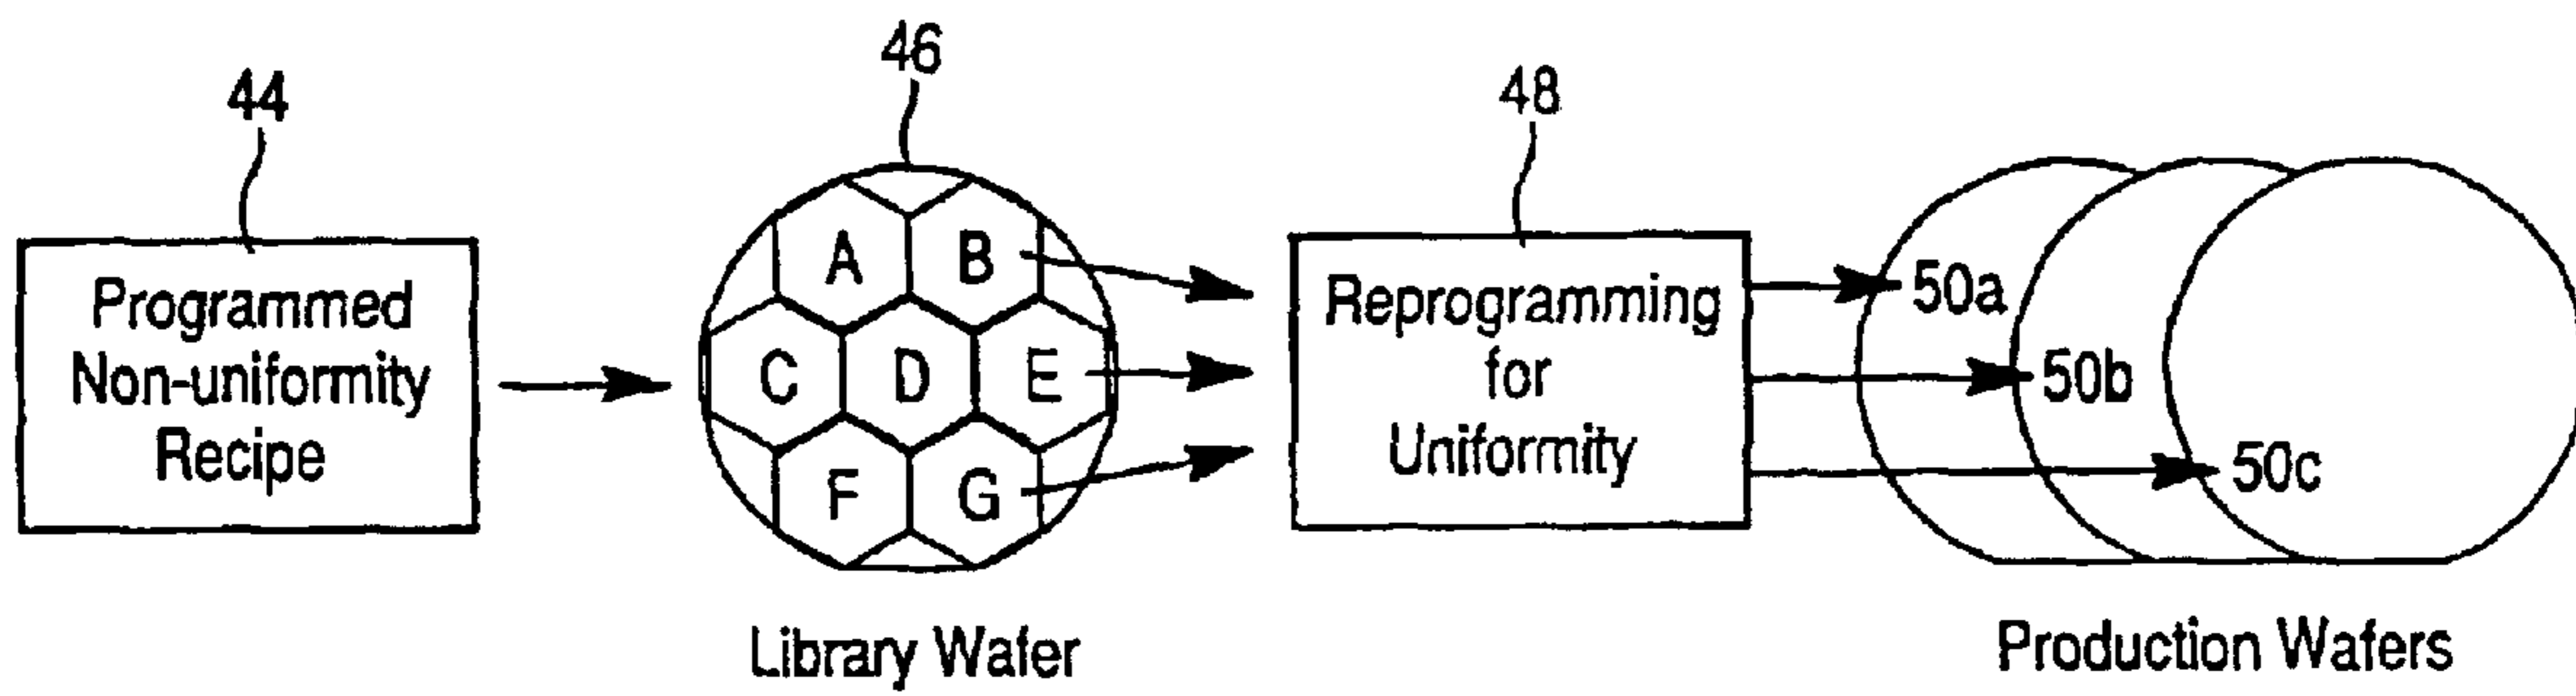 44
46
48
Programmed
Non-uniformity
Recipe
A
B
C
D
E
F
G
Reprogramming
for
Uniformity
50a
50b
50c
Library Wafer
Production Wafers